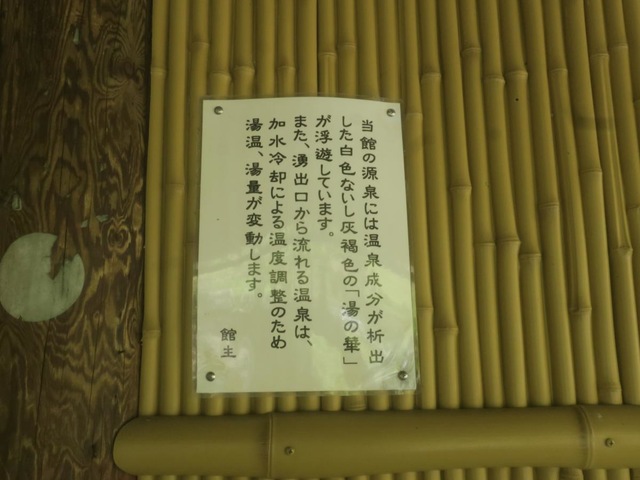 当館の源泉には温泉成分が析出
した白色ないし灰褐色の「湯の華」
が浮遊しています。
また、湧出口から流れる温泉は、
加水冷却による温度調整のため
湯温、湯量が変動します。
館主